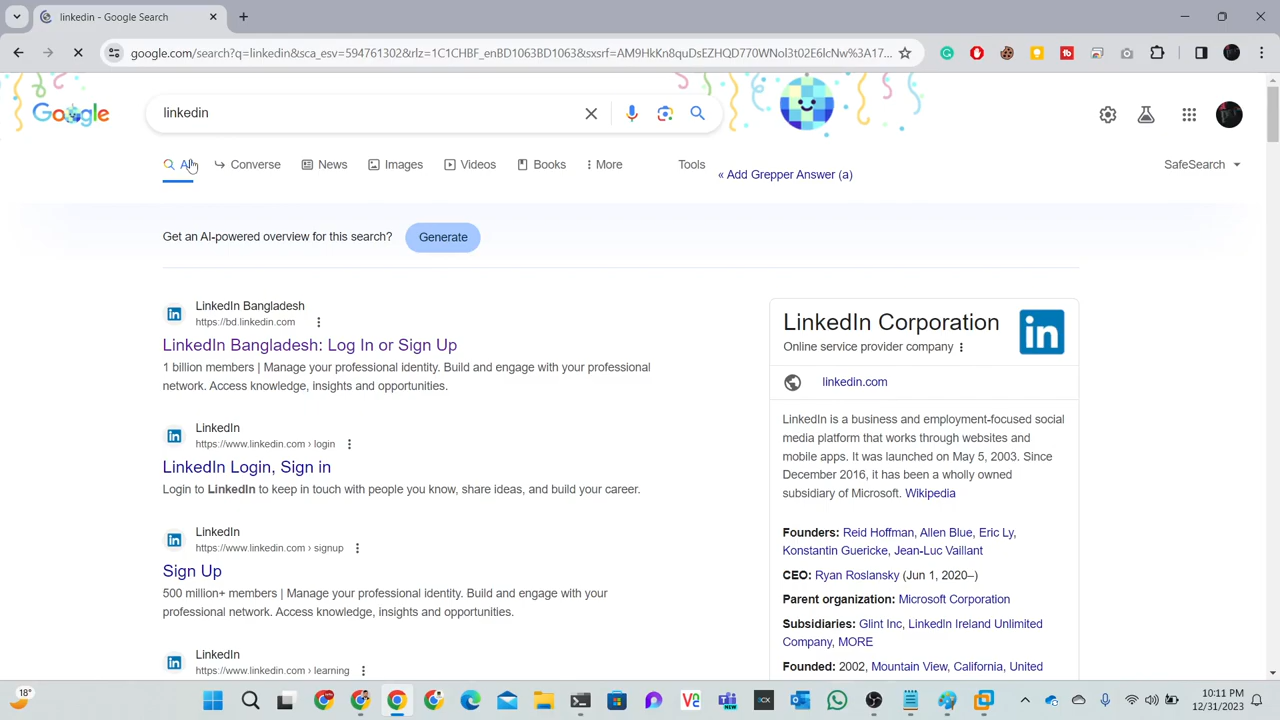 linkedin - Google Search
google.com/search?q=linkedin&sca_esv=594761302&rlz=1C1CHBF_enBD1063BD1063&sxsrf=AM9HkKn8quDsEZHQD770WNol3t02E6lcNw%3A17...
Google
linkedin
All
Converse
News
Images
Videos
Books
More
Tools
« Add Grepper Answer (a)
SafeSearch
Get an AI-powered overview for this search?
Generate
LinkedIn Bangladesh
https://bd.linkedin.com
LinkedIn Bangladesh: Log In or Sign Up
1 billion members | Manage your professional identity. Build and engage with your professional
network. Access knowledge, insights and opportunities.
LinkedIn
https://www.linkedin.com › login
LinkedIn Login, Sign in
Login to LinkedIn to keep in touch with people you know, share ideas, and build your career.
LinkedIn
https://www.linkedin.com › signup
Sign Up
500 million+ members | Manage your professional identity. Build and engage with your
professional network. Access knowledge, insights and opportunities.
LinkedIn
https://www.linkedin.com › learning
LinkedIn Corporation
Online service provider company
in
linkedin.com
LinkedIn is a business and employment-focused social
media platform that works through websites and
mobile apps. It was launched on May 5, 2003. Since
December 2016, it has been a wholly owned
subsidiary of Microsoft. Wikipedia
Founders: Reid Hoffman, Allen Blue, Eric Ly,
Konstantin Guericke, Jean-Luc Vaillant
CEO: Ryan Roslansky (Jun 1, 2020–)
Parent organization: Microsoft Corporation
Subsidiaries: Glint Inc, LinkedIn Ireland Unlimited
Company, MORE
Founded: 2002, Mountain View, California, United
18°
10:11 PM
12/31/2023